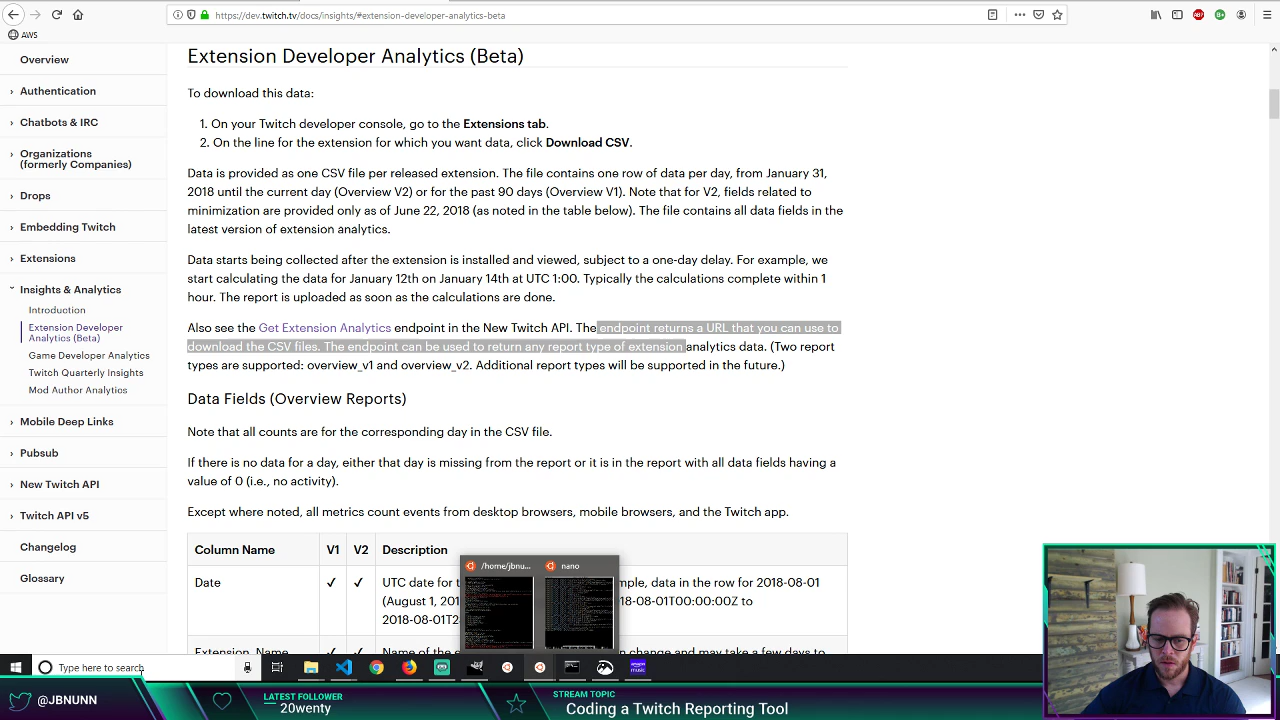 https://dev.twitch.tv/docs/insights/#extension-developer-analytics-beta
AWS
Overview
Authentication
Chatbots & IRC
Organizations
(formerly Companies)
Drops
Embedding Twitch
Extensions
Insights & Analytics
Introduction
Extension Developer
Analytics (Beta)
Game Developer Analytics
Twitch Quarterly Insights
Mod Author Analytics
Mobile Deep Links
Pubsub
New Twitch API
Twitch API v5
Changelog
Glossary
Extension Developer Analytics (Beta)
To download this data:
1. On your Twitch developer console, go to the Extensions tab.
2. On the line for the extension for which you want data, click Download CSV.
Data is provided as one CSV file per released extension. The file contains one row of data per day, from January 31,
2018 until the current day (Overview V2) or for the past 90 days (Overview V1). Note that for V2, fields related to
minimization are provided only as of June 22, 2018 (as noted in the table below). The file contains all data fields in the
latest version of extension analytics.
Data starts being collected after the extension is installed and viewed, subject to a one-day delay. For example, we
start calculating the data for January 12th on January 14th at UTC 1:00. Typically the calculations complete within 1
hour. The report is uploaded as soon as the calculations are done.
Also see the Get Extension Analytics endpoint in the New Twitch API. The endpoint returns a URL that you can use to
download the CSV files. The endpoint can be used to return any report type of extension analytics data. (Two report
types are supported: overview_v1 and overview_v2. Additional report types will be supported in the future.)
Data Fields (Overview Reports)
Note that all counts are for the corresponding day in the CSV file.
If there is no data for a day, either that day is missing from the report or it is in the report with all data fields having a
value of 0 (i.e., no activity).
Except where noted, all metrics count events from desktop browsers, mobile browsers, and the Twitch app.
Column Name V1 V2 Description
Date ✓ ✓ UTC date for t mple, data in the row for 2018-08-01
(August 1, 201 18-08-01T00:00:00Z to
2018-08-01T2
/home/jbnu... nano
Type here to search
amazon music
@JBNUNN
LATEST FOLLOWER
20wenty
STREAM TOPIC
Coding a Twitch Reporting Tool